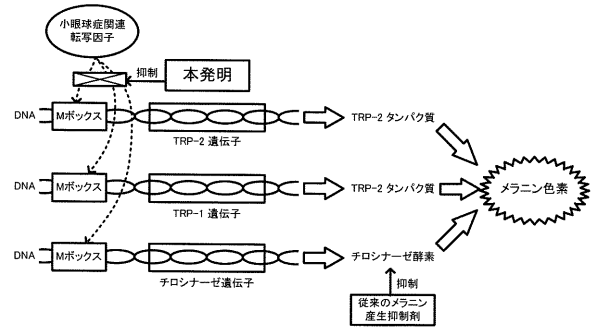 小眼球症関連
転写因子
抑制
本発明
DNA
Mボックス
TRP-2 遺伝子
TRP-2 タンパク質
DNA
Mボックス
TRP-1 遺伝子
TRP-2 タンパク質
メラニン色素
DNA
Mボックス
チロシナーゼ遺伝子
チロシナーゼ酵素
抑制
従来のメラニン
産生抑制剤